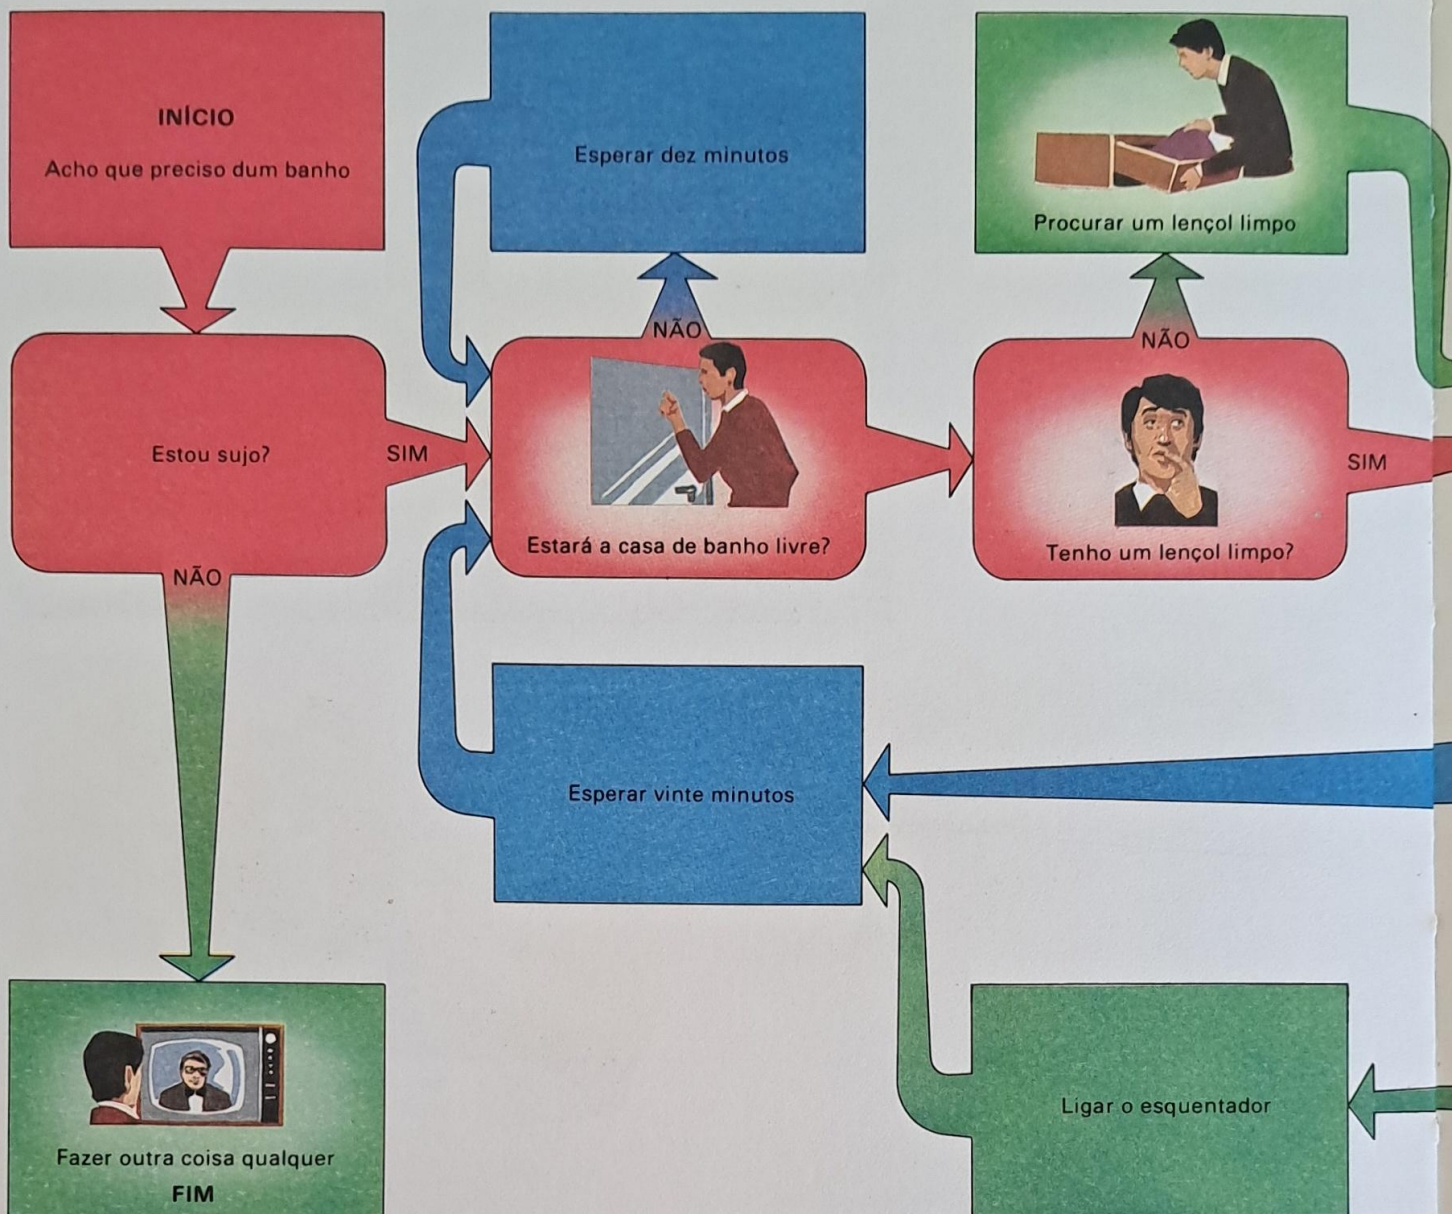 INÍCIO
Acho que preciso dum banho
Esperar dez minutos
Procurar um lençol limpo
NÃO
NÃO
Estou sujo?
SIM
Estará a casa de banho livre?
Tenho um lençol limpo?
SIM
NÃO
Esperar vinte minutos
Ligar o esquentador
Fazer outra coisa qualquer
FIM